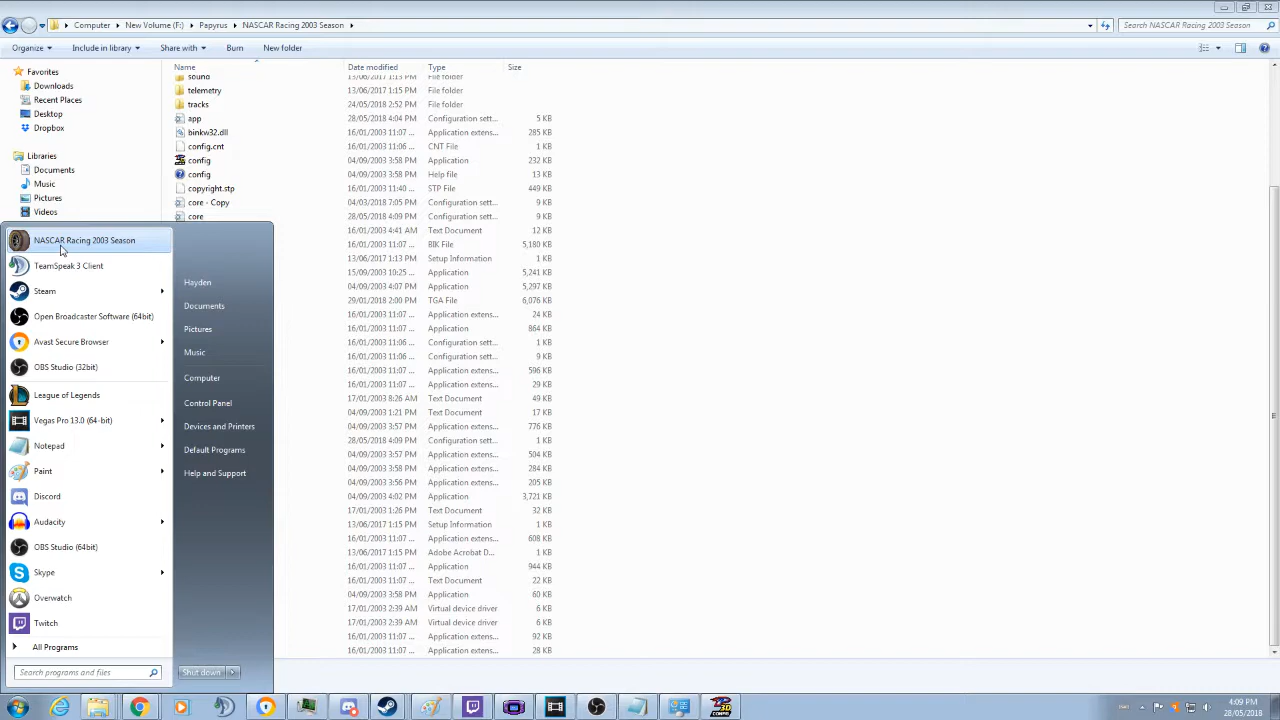 Computer ▸ New Volume (F:) ▸ Papyrus ▸ NASCAR Racing 2003 Season ▸
Search NASCAR Racing 2003 Season
Organize Include in library Share with Burn New folder
Name Date modified Type Size
Favorites
Downloads
Recent Places
Desktop
Dropbox
Libraries
Documents
Music
Pictures
Videos
sound 13/06/2017 1:13 PM File folder
telemetry 13/06/2017 1:15 PM File folder
tracks 24/05/2018 2:52 PM File folder
app 28/05/2018 4:04 PM Configuration sett... 5 KB
binkw32.dll 16/01/2003 11:07 ... Application extens... 285 KB
config.cnt 16/01/2003 11:06 ... CNT File 1 KB
config 04/09/2003 3:58 PM Application 232 KB
config 04/09/2003 3:58 PM Help file 13 KB
copyright.stp 16/01/2003 11:40 ... STP File 449 KB
core - Copy 04/03/2018 7:05 PM Configuration sett... 9 KB
core 28/05/2018 4:09 PM Configuration sett... 9 KB
16/01/2003 4:41 AM Text Document 12 KB
16/01/2003 11:07 ... BIK File 5,180 KB
13/06/2017 1:13 PM Setup Information 1 KB
15/09/2003 10:25 ... Application 5,241 KB
04/09/2003 4:07 PM Application 5,297 KB
29/01/2018 2:00 PM TGA File 6,076 KB
16/01/2003 11:07 ... Application extens... 24 KB
16/01/2003 11:07 ... Application 864 KB
16/01/2003 11:06 ... Configuration sett... 1 KB
16/01/2003 11:06 ... Configuration sett... 9 KB
16/01/2003 11:07 ... Application extens... 596 KB
16/01/2003 11:07 ... Application extens... 29 KB
17/01/2003 8:26 AM Text Document 49 KB
04/09/2003 1:21 PM Text Document 17 KB
04/09/2003 3:57 PM Application extens... 776 KB
28/05/2018 4:09 PM Configuration sett... 1 KB
04/09/2003 3:57 PM Application extens... 504 KB
04/09/2003 3:58 PM Application extens... 284 KB
04/09/2003 3:56 PM Application extens... 205 KB
04/09/2003 4:02 PM Application 3,721 KB
17/01/2003 1:26 PM Text Document 32 KB
13/06/2017 1:15 PM Setup Information 1 KB
16/01/2003 11:07 ... Application extens... 608 KB
13/06/2017 1:15 PM Adobe Acrobat D... 1 KB
16/01/2003 11:07 ... Application extens... 944 KB
16/01/2003 11:07 ... Text Document 22 KB
16/01/2003 11:07 ... Application 60 KB
17/01/2003 2:39 AM Virtual device driver 6 KB
17/01/2003 2:39 AM Virtual device driver 6 KB
16/01/2003 11:07 ... Application extens... 92 KB
16/01/2003 11:07 ... Application extens... 28 KB
NASCAR Racing 2003 Season
TeamSpeak 3 Client
Steam
Open Broadcaster Software (64bit)
Avast Secure Browser
OBS Studio (32bit)
League of Legends
Vegas Pro 13.0 (64-bit)
Notepad
Paint
Discord
Audacity
OBS Studio (64bit)
Skype
Overwatch
Twitch
All Programs
Search programs and files
Hayden
Documents
Pictures
Music
Computer
Control Panel
Devices and Printers
Default Programs
Help and Support
Shut down
4:09 PM
28/05/2018